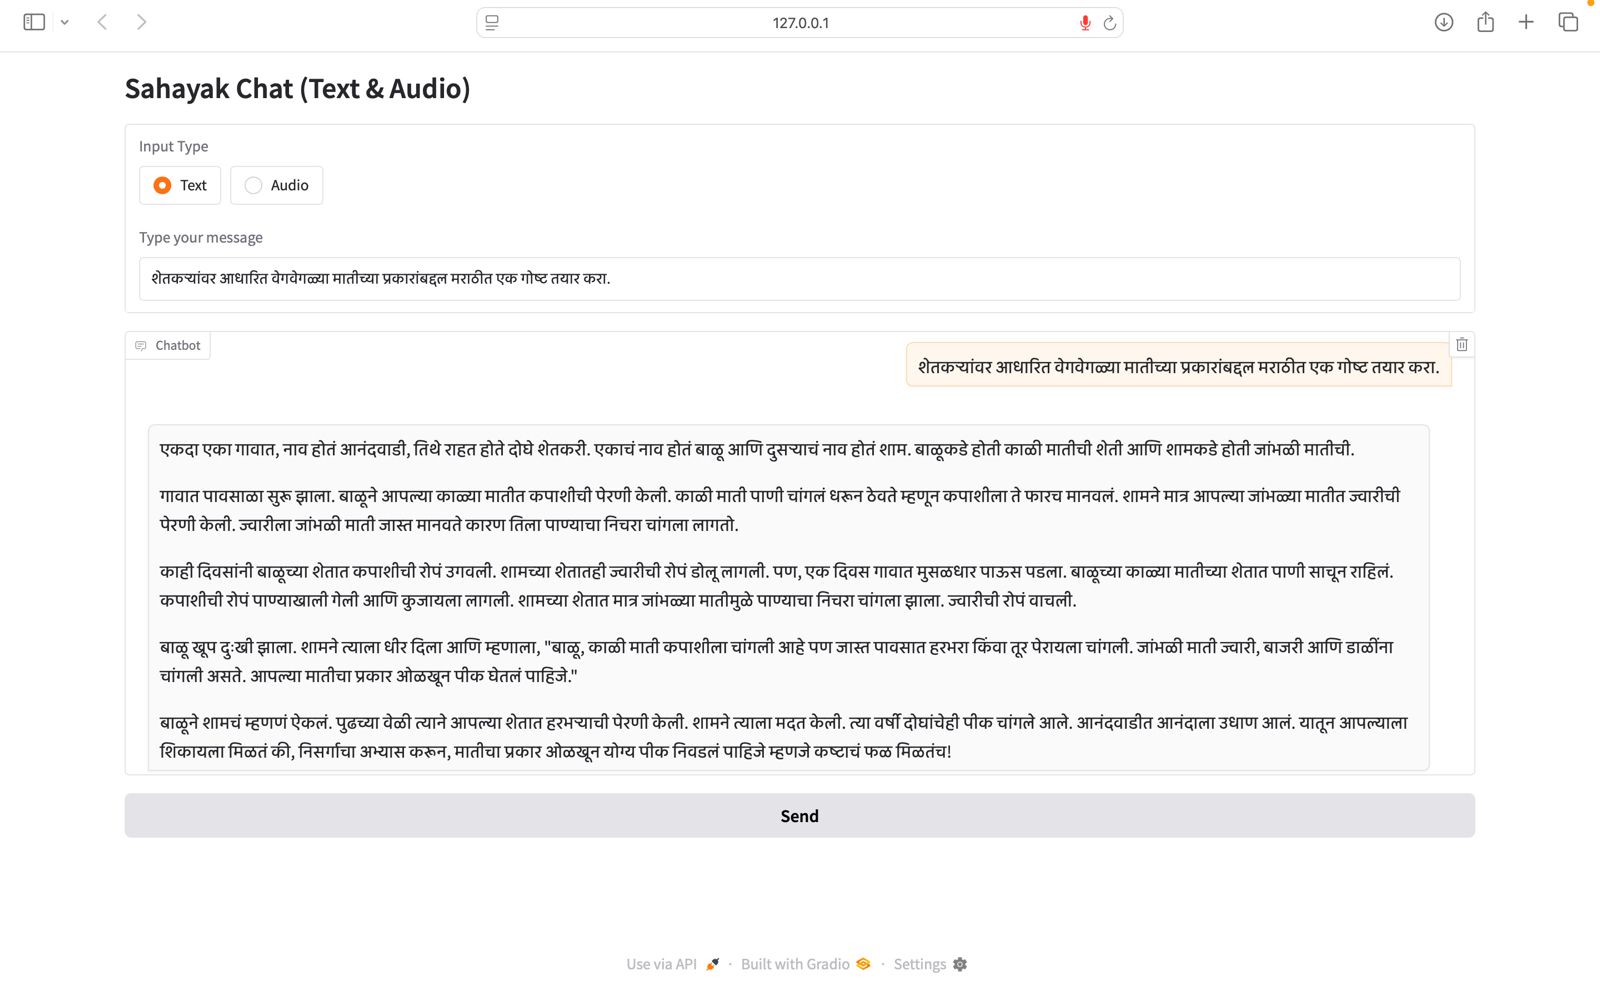 127.0.0.1
Sahayak Chat (Text & Audio)
Input Type
Text
Audio
Type your message
शेतकऱ्यांवर आधारित वेगवेगळ्या मातीच्या प्रकारांबद्दल मराठीत एक गोष्ट तयार करा.
Chatbot
शेतकऱ्यांवर आधारित वेगवेगळ्या मातीच्या प्रकारांबद्दल मराठीत एक गोष्ट तयार करा.
एकदा एका गावात, नाव होतं आनंदवाडी, तिथे राहत होते दोघे शेतकरी. एकाचं नाव होतं बाळू आणि दुसऱ्याचं नाव होतं शाम. बाळूकडे होती काळी मातीची शेती आणि शामकडे होती जांभळी मातीची.
गावात पावसाळा सुरू झाला. बाळूने आपल्या काळ्या मातीत कपाशीची पेरणी केली. काळी माती पाणी चांगलं धरून ठेवते म्हणून कपाशीला ते फारच मानवलं. शामने मात्र आपल्या जांभळ्या मातीत ज्वारीची
पेरणी केली. ज्वारीला जांभळी माती जास्त मानवते कारण तिला पाण्याचा निचरा चांगला लागतो.
काही दिवसांनी बाळूच्या शेतात कपाशीची रोपं उगवली. शामच्या शेतातही ज्वारीची रोपं डोलू लागली. पण, एक दिवस गावात मुसळधार पाऊस पडला. बाळूच्या काळ्या मातीच्या शेतात पाणी साचून राहिलं.
कपाशीची रोपं पाण्याखाली गेली आणि कुजायला लागली. शामच्या शेतात मात्र जांभळ्या मातीमुळे पाण्याचा निचरा चांगला झाला. ज्वारीची रोपं वाचली.
बाळू खूप दुःखी झाला. शामने त्याला धीर दिला आणि म्हणाला, "बाळू, काळी माती कपाशीला चांगली आहे पण जास्त पावसात हरभरा किंवा तूर पेरायला चांगली. जांभळी माती ज्वारी, बाजरी आणि डाळींना
चांगली असते. आपल्या मातीचा प्रकार ओळखून पीक घेतलं पाहिजे."
बाळूने शामचं म्हणणं ऐकलं. पुढच्या वेळी त्याने आपल्या शेतात हरभऱ्याची पेरणी केली. शामने त्याला मदत केली. त्या वर्षी दोघांचेही पीक चांगले आले. आनंदवाडीत आनंदाला उधाण आलं. यातून आपल्याला
शिकायला मिळतं की, निसर्गाचा अभ्यास करून, मातीचा प्रकार ओळखून योग्य पीक निवडलं पाहिजे म्हणजे कष्टाचं फळ मिळतंच!
Send
Use via API · Built with Gradio · Settings